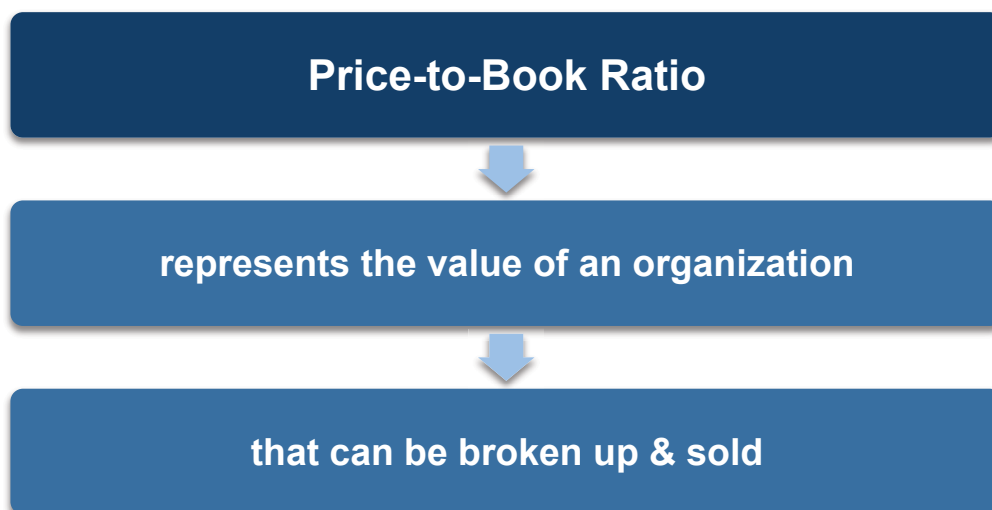 Price-to-Book Ratio
represents the value of an organization
that can be broken up & sold